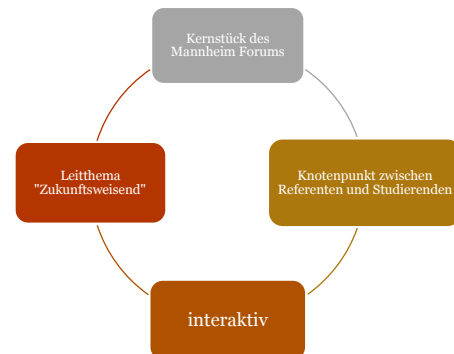 Kernstück des
Mannheim Forums
Leitthema
"Zukunftsweisend"
Knotenpunkt zwischen
Referenten und Studierenden
interaktiv